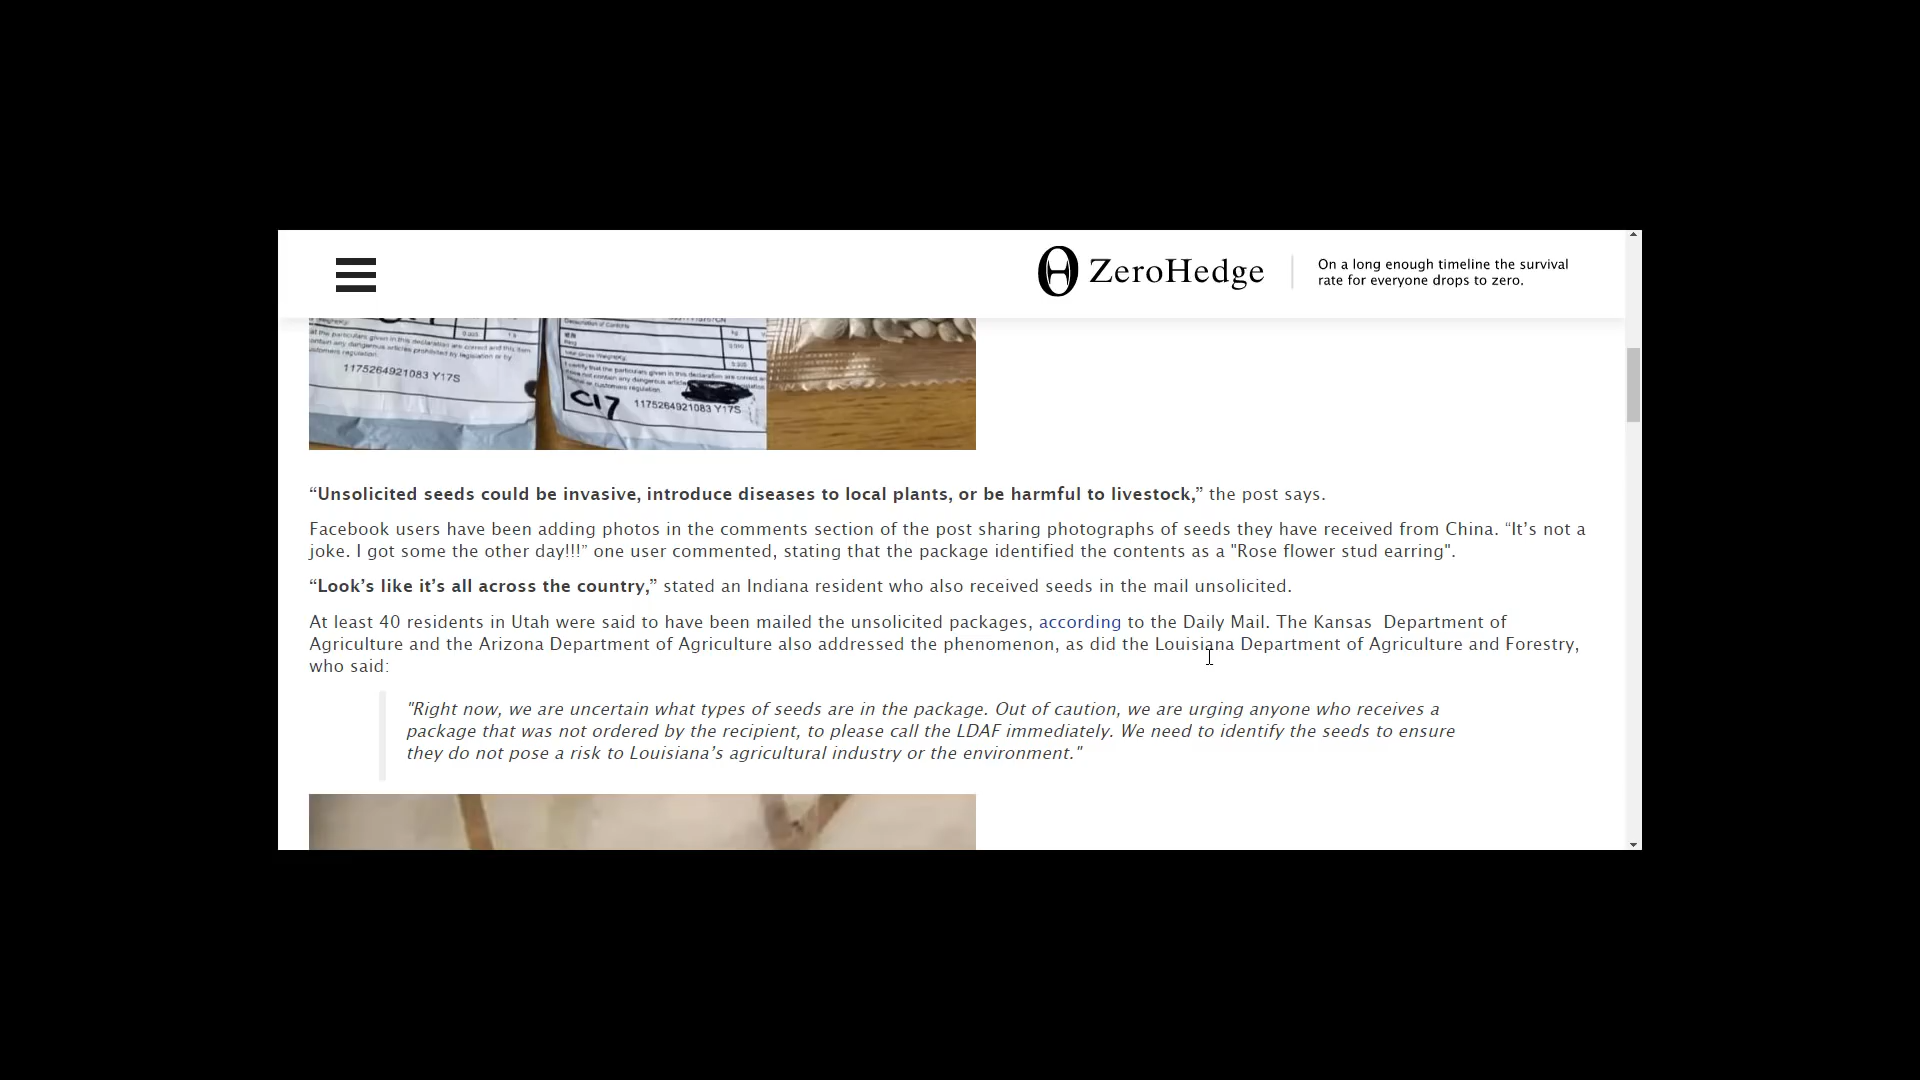 ZeroHedge
On a long enough timeline the survival
rate for everyone drops to zero.
1175264921083 Y17S
C17 1175264921083 Y17S
“Unsolicited seeds could be invasive, introduce diseases to local plants, or be harmful to livestock,” the post says.
Facebook users have been adding photos in the comments section of the post sharing photographs of seeds they have received from China. “It’s not a
joke. I got some the other day!!!” one user commented, stating that the package identified the contents as a "Rose flower stud earring".
“Look’s like it’s all across the country,” stated an Indiana resident who also received seeds in the mail unsolicited.
At least 40 residents in Utah were said to have been mailed the unsolicited packages, according to the Daily Mail. The Kansas  Department of
Agriculture and the Arizona Department of Agriculture also addressed the phenomenon, as did the Louisiana Department of Agriculture and Forestry,
who said:
"Right now, we are uncertain what types of seeds are in the package. Out of caution, we are urging anyone who receives a
package that was not ordered by the recipient, to please call the LDAF immediately. We need to identify the seeds to ensure
they do not pose a risk to Louisiana’s agricultural industry or the environment."